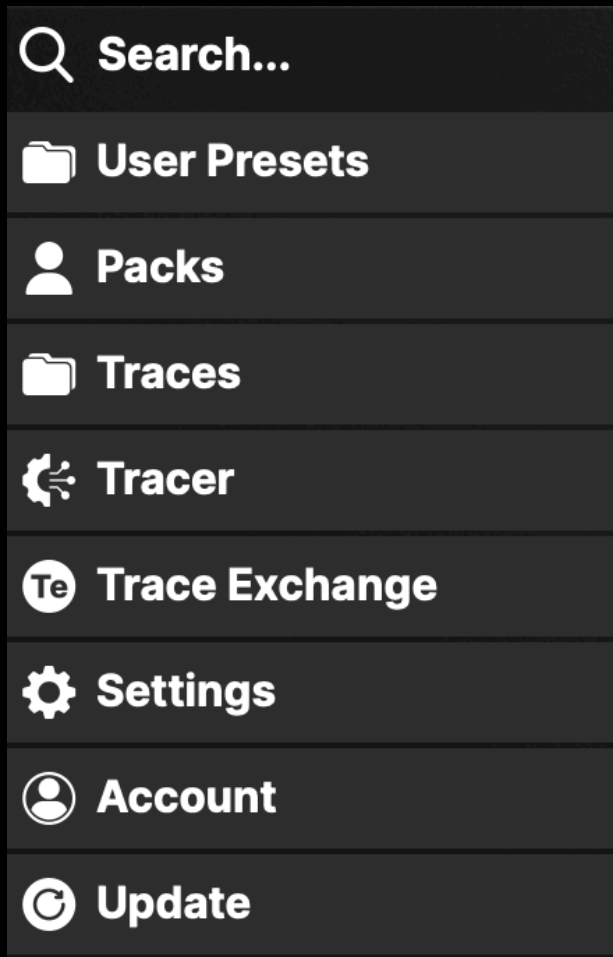 Search...
User Presets
Packs
Traces
Tracer
Te Trace Exchange
Settings
Account
Update